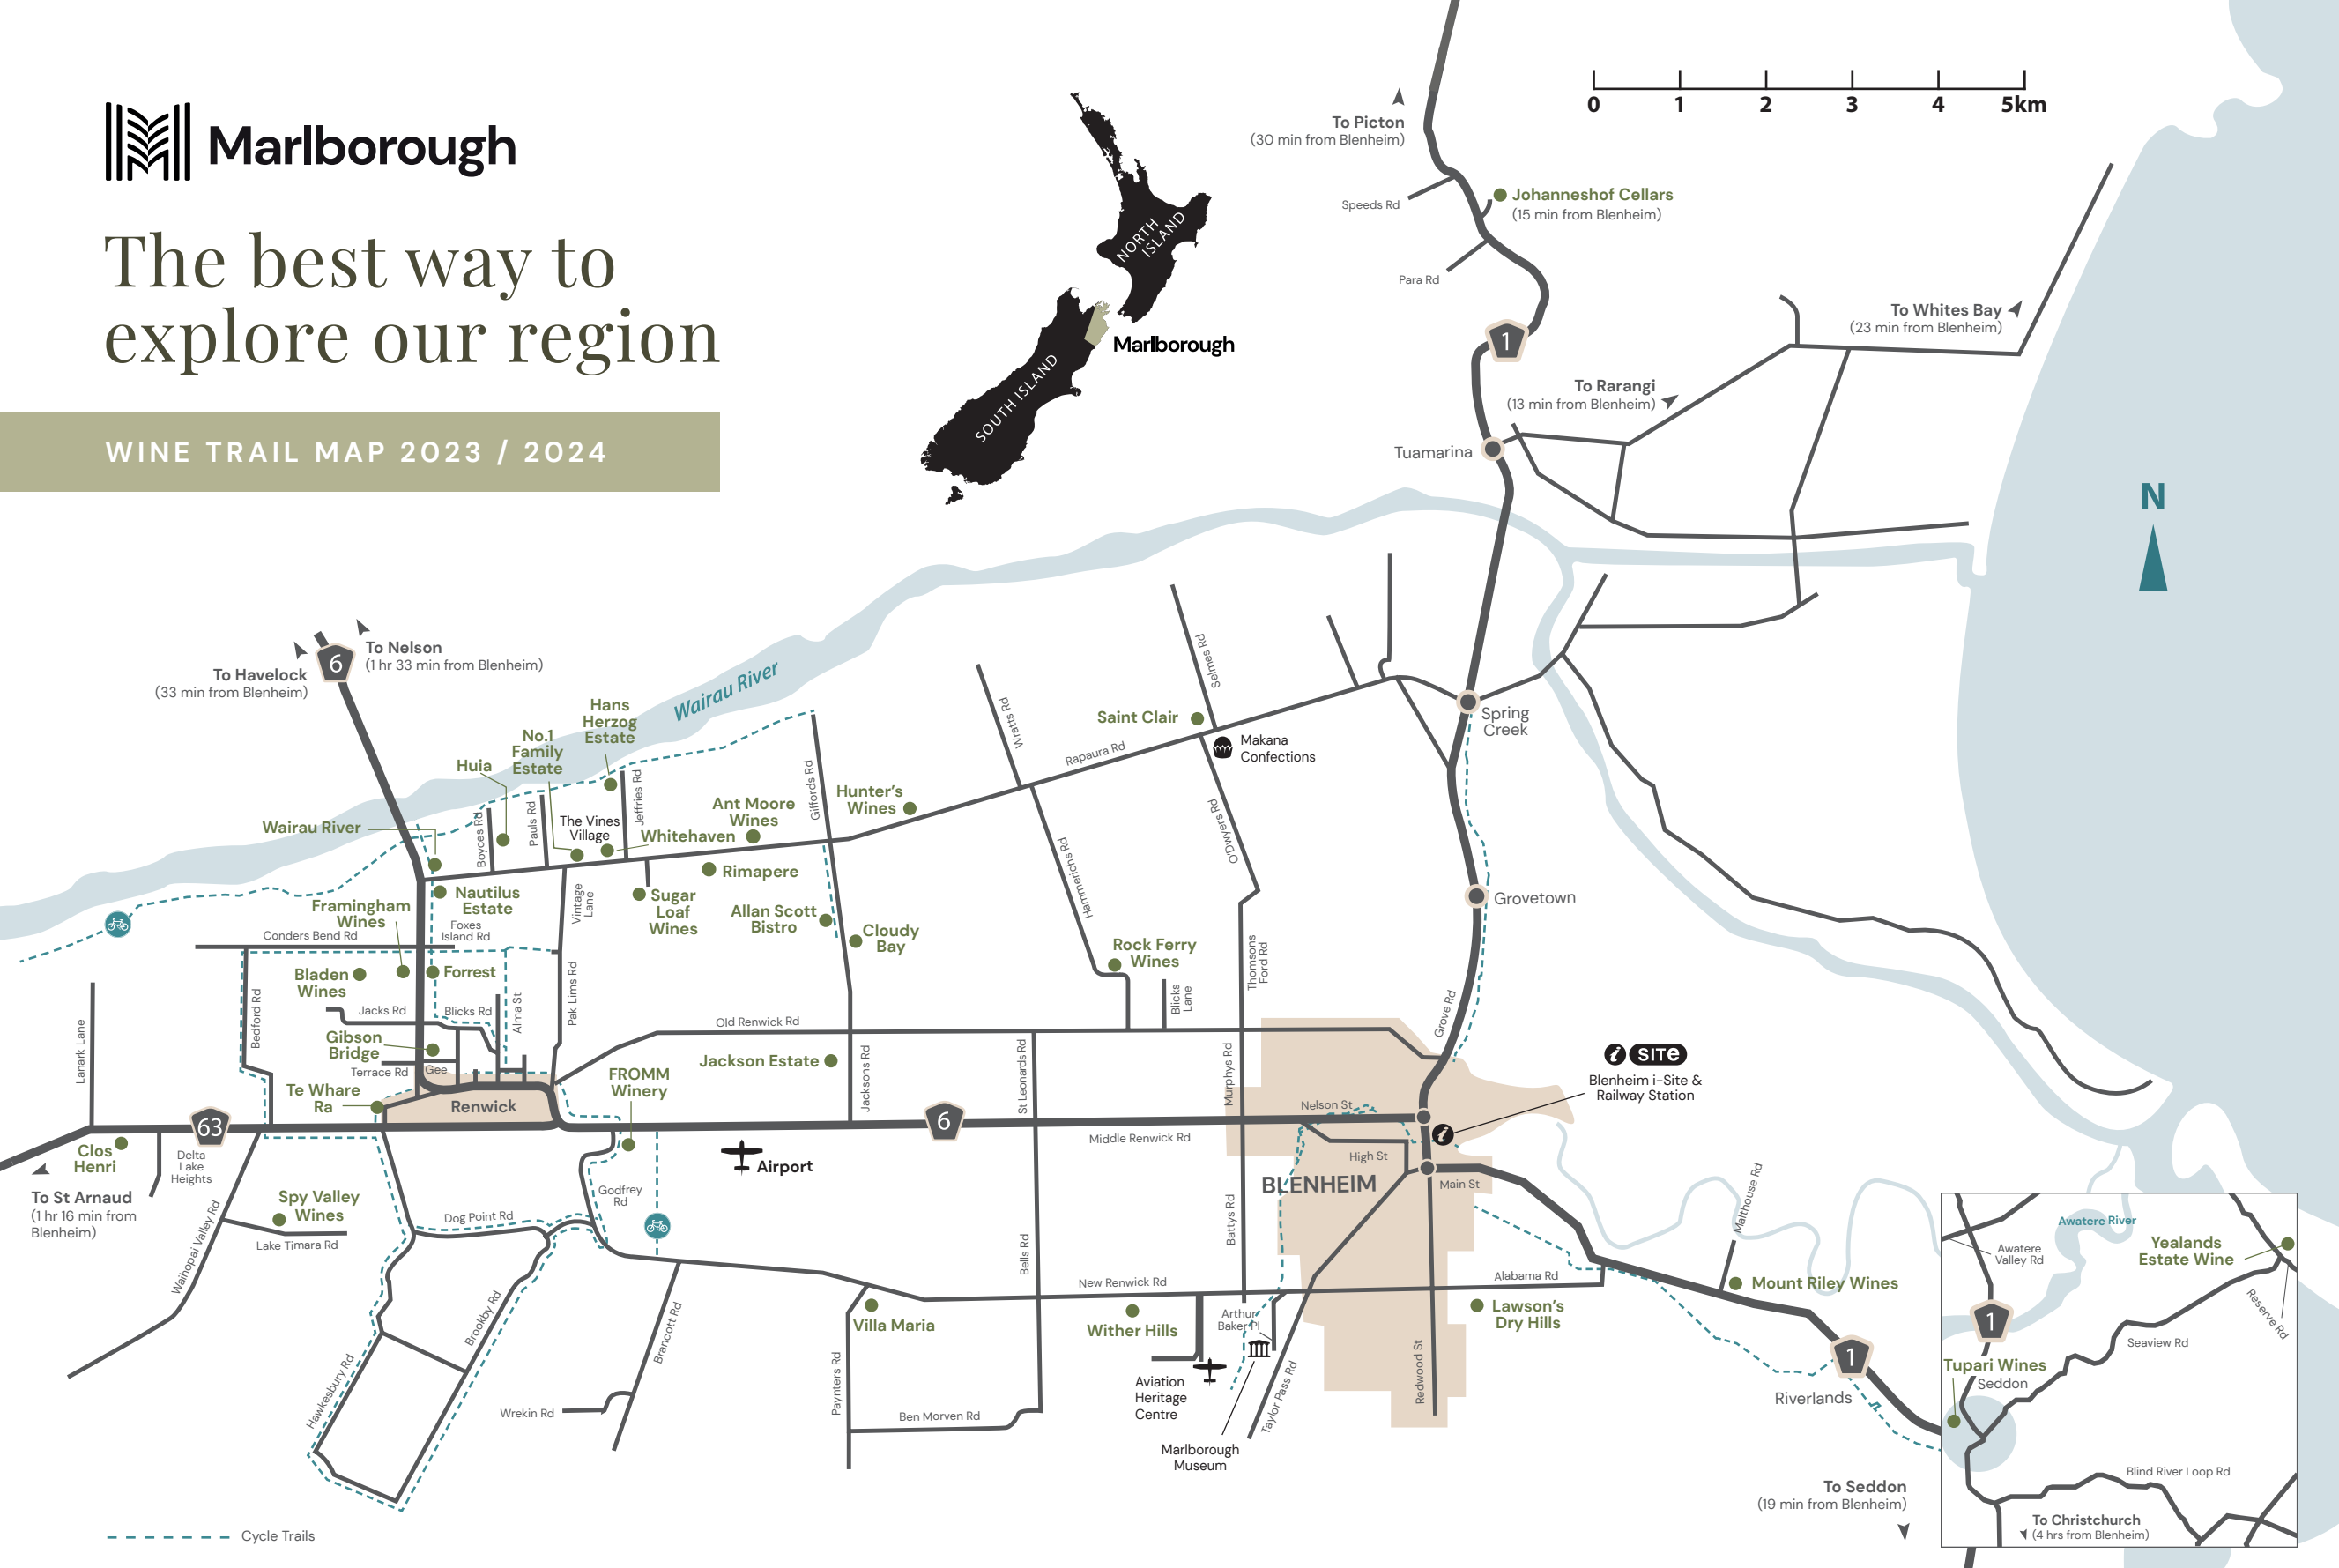 Marlborough
The best way to
explore our region
WINE TRAIL MAP 2023 / 2024
NORTH
ISLAND
SOUTH ISLAND
Marlborough
To Picton
(30 min from Blenheim)
0 1 2 3 4 5km
Speeds Rd
Johanneshof Cellars
(15 min from Blenheim)
Para Rd
1
To Whites Bay
(23 min from Blenheim)
To Rarangi
(13 min from Blenheim)
Tuamarina
N
To Nelson
(1 hr 33 min from Blenheim)
6
To Havelock
(33 min from Blenheim)
Wairau River
Hans
Herzog
Estate
No.1
Family
Estate
Huia
Wairau River
Boyces Rd
Pauls Rd
The Vines
Village
Jeffries Rd
Whitehaven
Ant Moore
Wines
Giffords Rd
Hunter's
Wines
Wratts Rd
Rapaura Rd
Selmes Rd
Saint Clair
Makana
Confections
O'Dwyers Rd
Hammerichs Rd
Spring
Creek
Grovetown
Nautilus
Estate
Framingham
Wines
Foxes
Island Rd
Conders Bend Rd
Vintage
Lane
Sugar
Loaf
Wines
Rimapere
Allan Scott
Bistro
Cloudy
Bay
Rock Ferry
Wines
Blicks
Lane
Thomsons
Ford Rd
Bladen
Wines
Forrest
Bedford Rd
Jacks Rd
Blicks Rd
Alma St
Pak Lims Rd
Old Renwick Rd
Grove Rd
Lanark Lane
Gibson
Bridge
Terrace Rd
Gee
Te Whare
Ra
Renwick
FROMM
Winery
Jackson Estate
Jacksons Rd
St Leonards Rd
Murphys Rd
Nelson St
i SITE
Blenheim i-Site &
Railway Station
63
6
Middle Renwick Rd
High St
BLENHEIM
Main St
i
Clos
Henri
Delta
Lake
Heights
To St Arnaud
(1 hr 16 min from
Blenheim)
Airport
Waihopai Valley Rd
Spy Valley
Wines
Lake Timara Rd
Dog Point Rd
Godfrey
Rd
Bells Rd
Battys Rd
Malthouse Rd
Mount Riley Wines
New Renwick Rd
Alabama Rd
Arthur
Baker Pl
Villa Maria
Wither Hills
Lawson's
Dry Hills
Hawkesbury Rd
Brookby Rd
Brancott Rd
Wrekin Rd
Paynters Rd
Ben Morven Rd
Aviation
Heritage
Centre
Marlborough
Museum
Taylor Pass Rd
Redwood St
1
Riverlands
To Seddon
(19 min from Blenheim)
Awatere River
Awatere
Valley Rd
Yealands
Estate Wine
Reserve Rd
1
Seaview Rd
Tupari Wines
Seddon
Blind River Loop Rd
To Christchurch
(4 hrs from Blenheim)
Cycle Trails